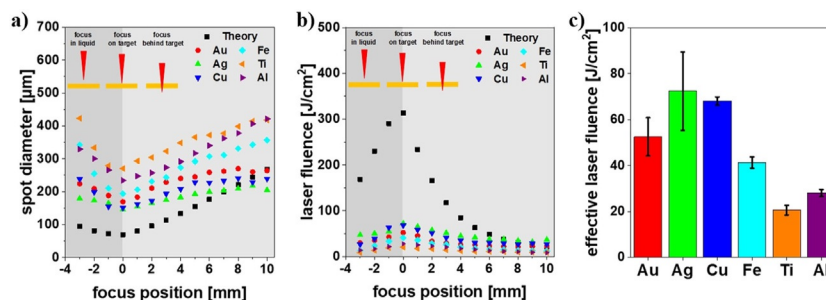 a)
spot diameter [µm]
800
700
600
500
400
300
200
100
0
focus in liquid
focus on target
focus behind target
Theory
Au
Fe
Ag
Ti
Cu
Al
-4 -2 0 2 4 6 8 10
focus position [mm]
b)
laser fluence [J/cm²]
500
400
300
200
100
50
0
focus in liquid
focus on target
focus behind target
Theory
Au
Fe
Ag
Ti
Cu
Al
-4 -2 0 2 4 6 8 10
focus position [mm]
c)
effective laser fluence [J/cm²]
100
80
60
40
20
0
Au Ag Cu Fe Ti Al